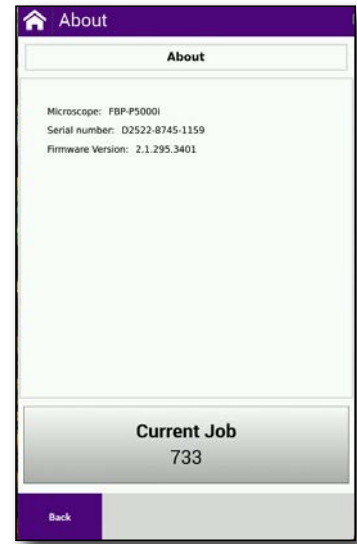 About
About
Microscope: FBP-P5000i
Serial number: D2522-8745-1159
Firmware Version: 2.1.295.3401
Current Job
733
Back